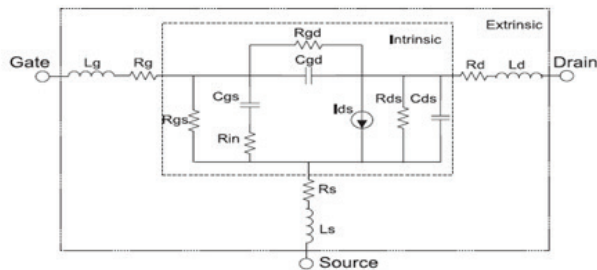 Rgd
Intrinsic
Extrinsic
Gate
Lg
Rg
Cgd
Rd
Ld
Drain
Cgs
Ids
Rds
Cds
Rgs
Rin
Rs
Ls
Source